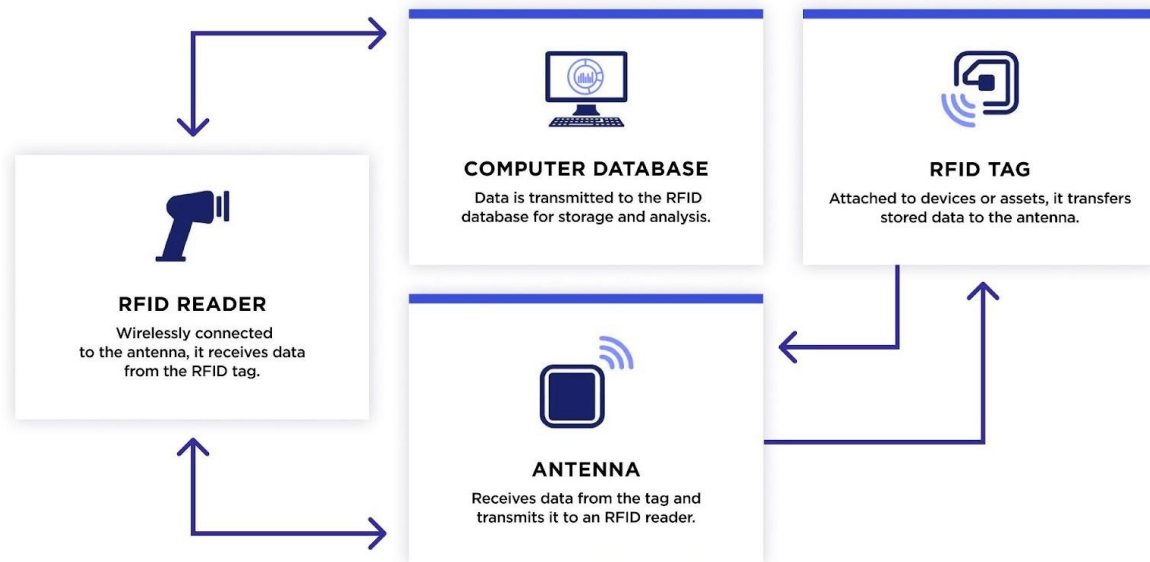 COMPUTER DATABASE
Data is transmitted to the RFID
database for storage and analysis.
RFID TAG
Attached to devices or assets, it transfers
stored data to the antenna.
RFID READER
Wirelessly connected
to the antenna, it receives data
from the RFID tag.
ANTENNA
Receives data from the tag and
transmits it to an RFID reader.